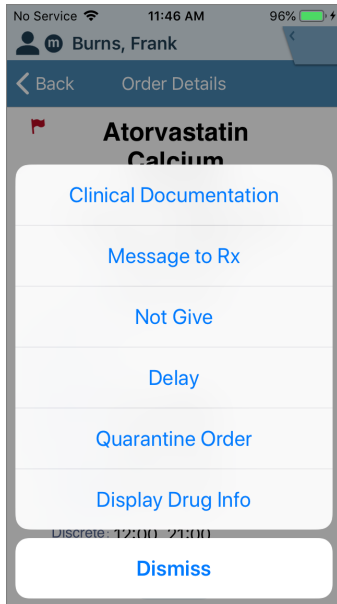 No Service 11:46 AM 96%
m Burns, Frank
Back Order Details
Atorvastatin
Calcium
Clinical Documentation
Message to Rx
Not Give
Delay
Quarantine Order
Display Drug Info
Discrete: 12:00, 21:00
Dismiss